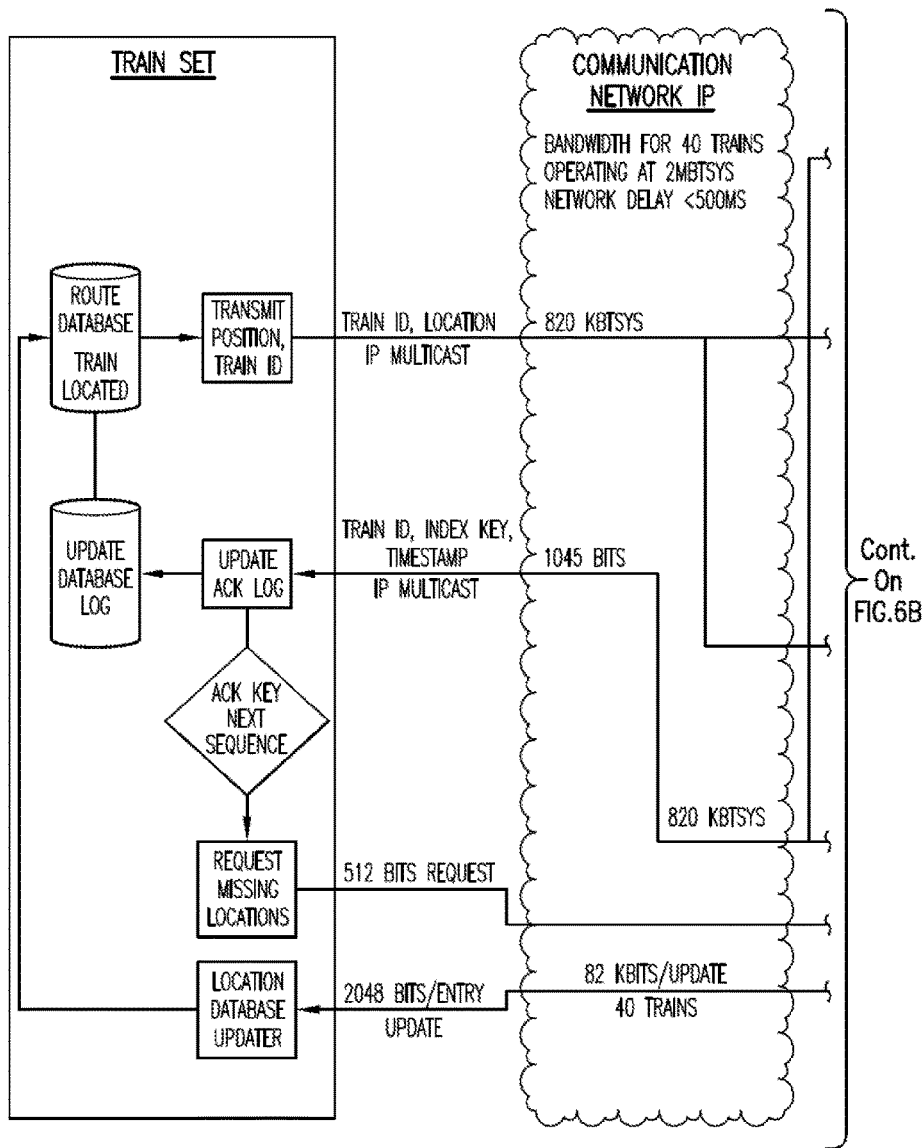 TRAIN SET
COMMUNICATION
NETWORK IP
BANDWIDTH FOR 40 TRAINS
OPERATING AT 2MBTSYS
NETWORK DELAY <500MS
ROUTE
DATABASE
TRAIN
LOCATED
TRANSMIT
POSITION,
TRAIN ID
TRAIN ID, LOCATION
IP MULTICAST
820 KBTSYS
UPDATE
DATABASE
LOG
UPDATE
ACK LOG
TRAIN ID, INDEX KEY,
TIMESTAMP
IP MULTICAST
1045 BITS
Cont.
On
FIG.6B
ACK KEY
NEXT
SEQUENCE
820 KBTSYS
REQUEST
MISSING
LOCATIONS
512 BITS REQUEST
LOCATION
DATABASE
UPDATER
2048 BITS/ENTRY
UPDATE
82 KBITS/UPDATE
40 TRAINS